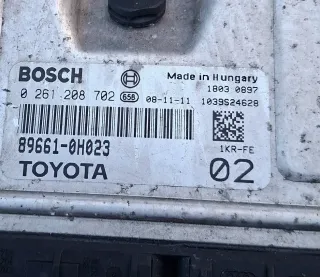 BOSCH Made in Hungary
1803 0897
0 261 208 702 658 08-11-11 1039S24628
89661-0H023 1KR-FE
TOYOTA 02